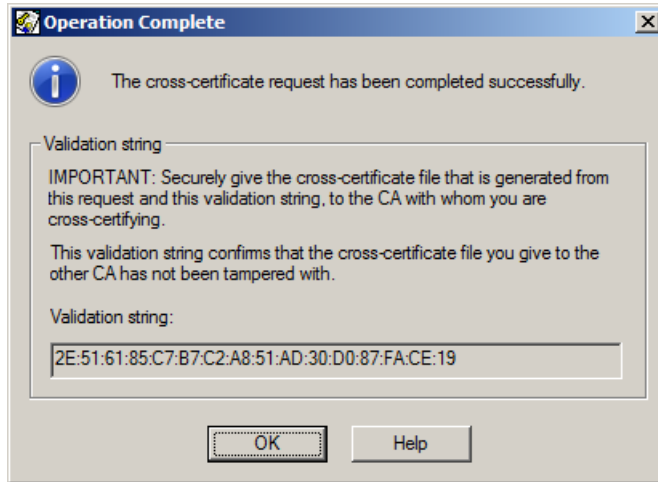 Operation Complete
The cross-certificate request has been completed successfully.
Validation string
IMPORTANT: Securely give the cross-certificate file that is generated from
this request and this validation string, to the CA with whom you are
cross-certifying.
This validation string confirms that the cross-certificate file you give to the
other CA has not been tampered with.
Validation string:
2E:51:61:85:C7:B7:C2:A8:51:AD:30:D0:87:FA:CE:19
OK
Help